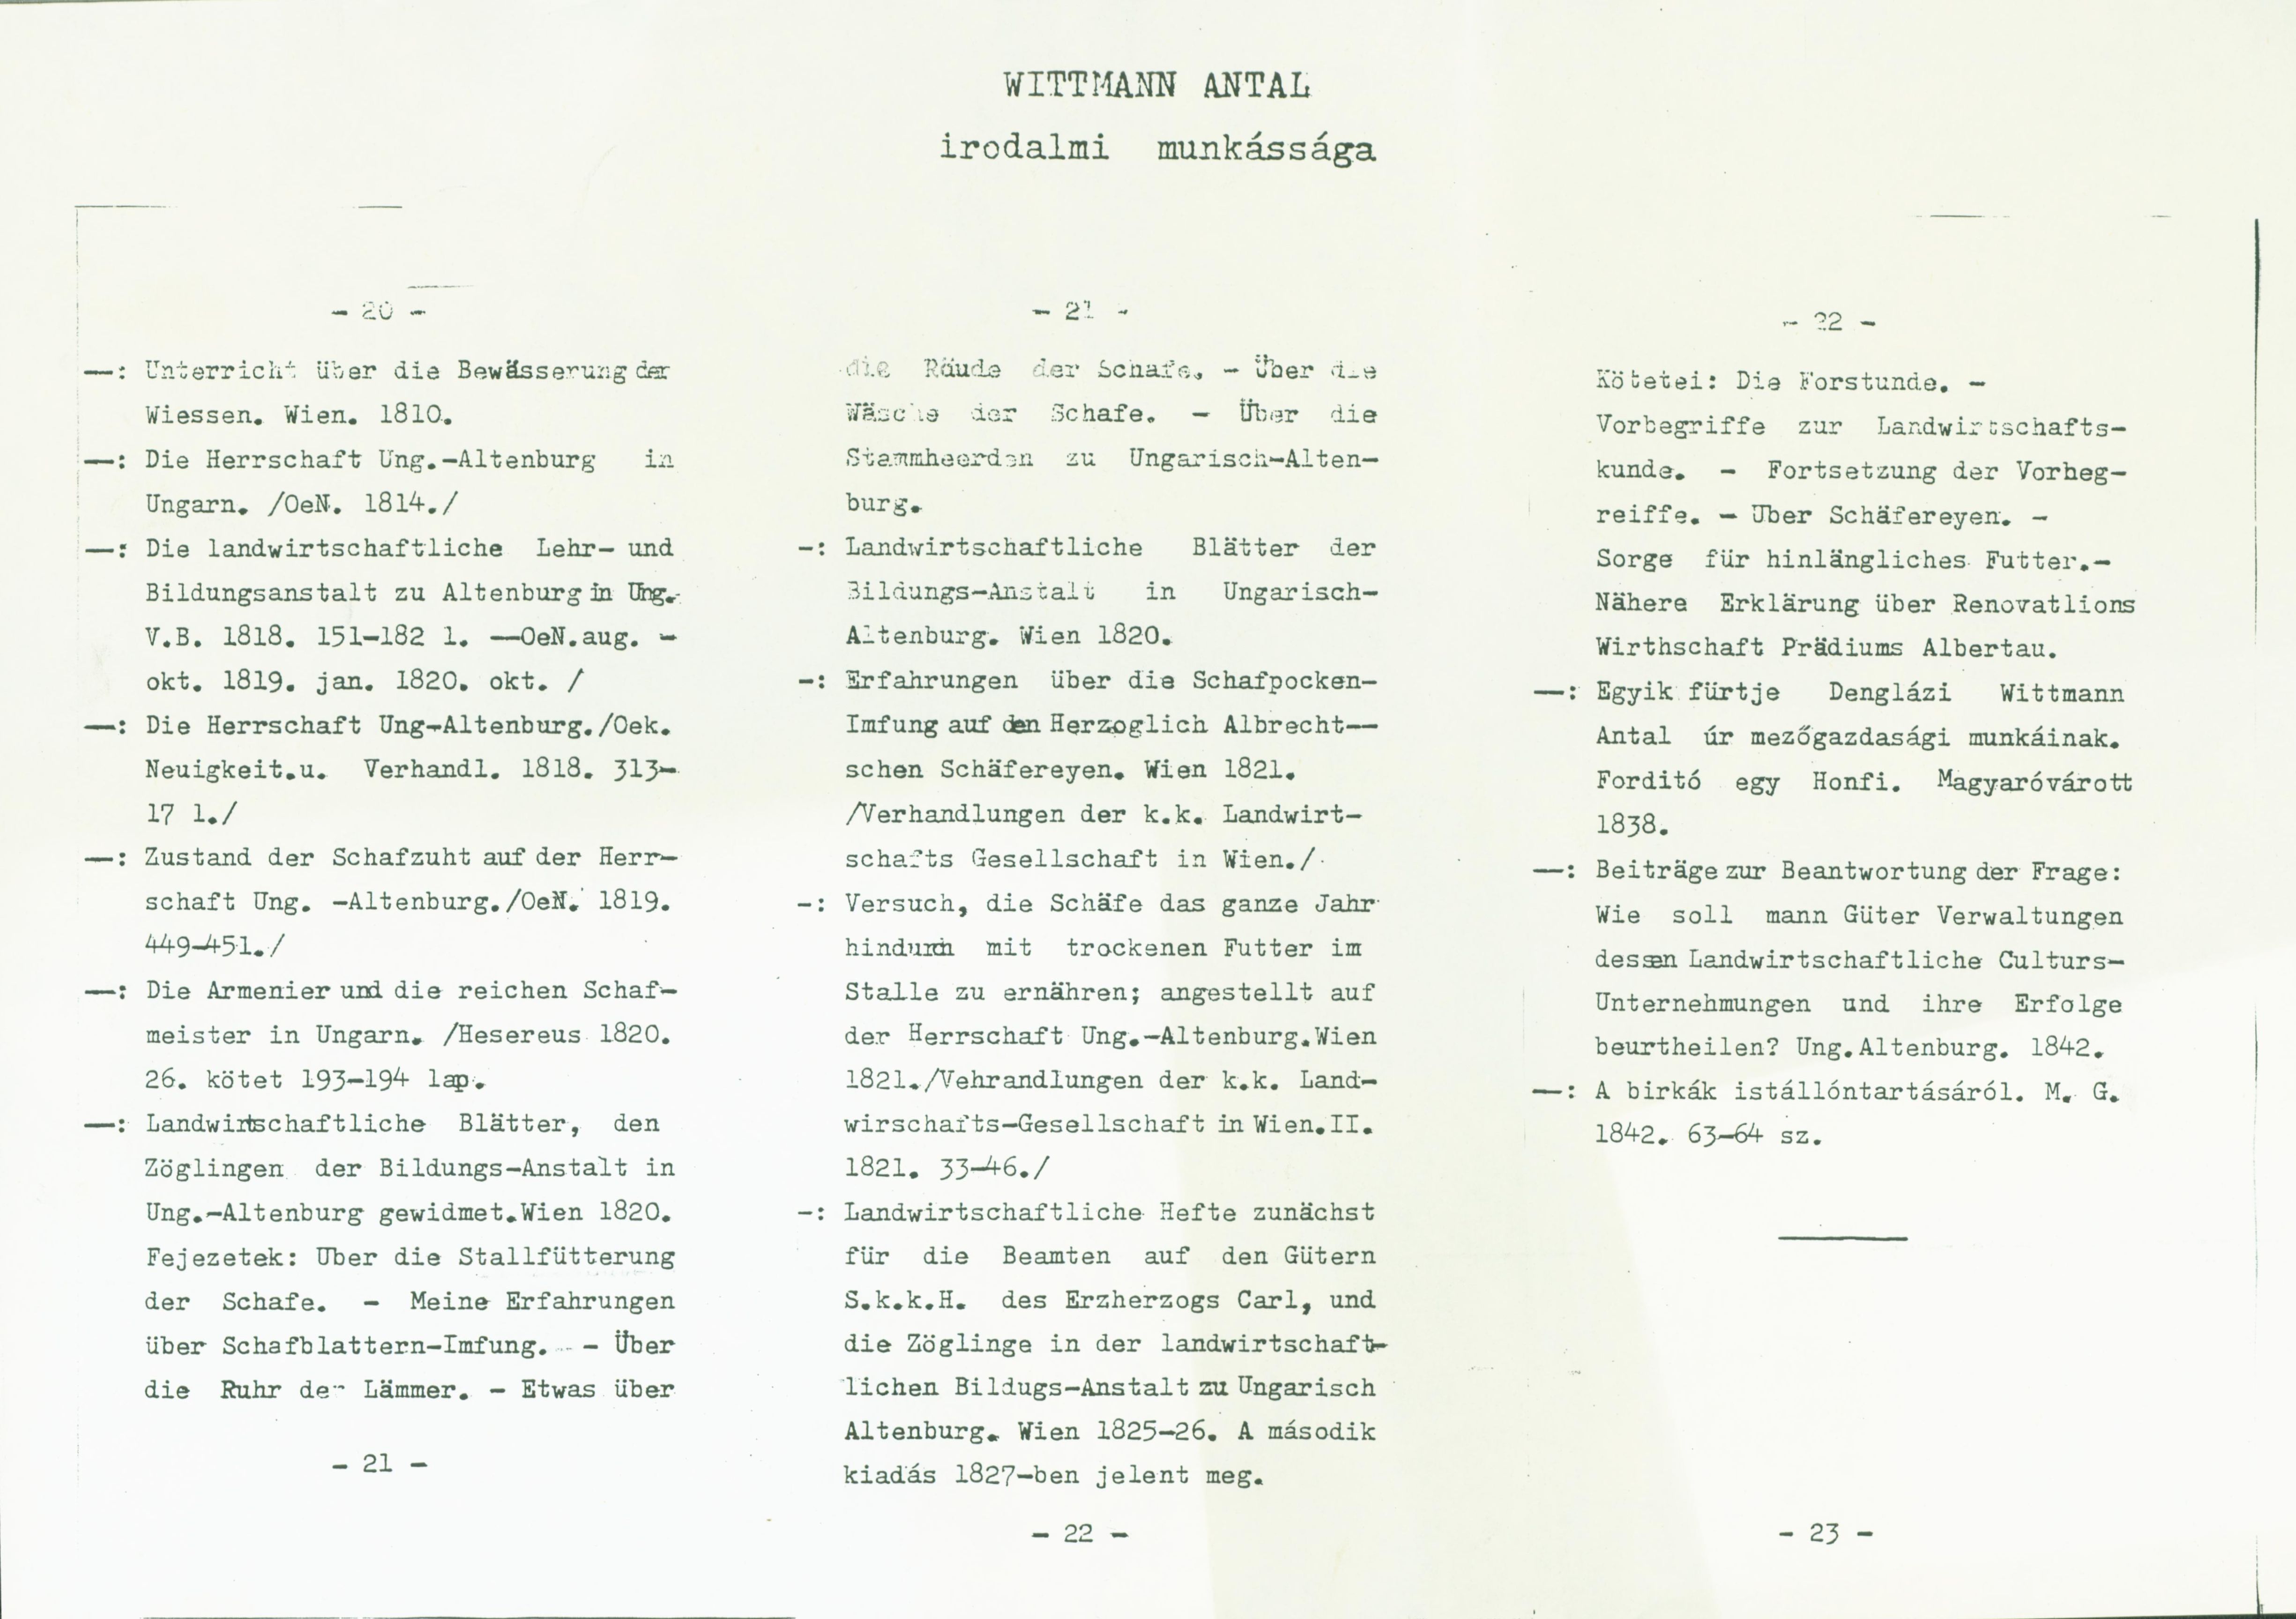 WITTMANN ANTAL
irodalmi munkássága
- 20 -
—: Unterricht über die Bewässerung der
Wiessen. Wien. 1810.
—: Die Herrschaft Ung.-Altenburg in
Ungarn. /OeN. 1814./
—: Die landwirtschaftliche Lehr- und
Bildungsanstalt zu Altenburg in Ung.
V.B. 1818. 151-182 l. —OeN.aug. -
okt. 1819. jan. 1820. okt. /
—: Die Herrschaft Ung-Altenburg./Oek.
Neuigkeit.u. Verhandl. 1818. 313-
17 l./
—: Zustand der Schafzuht auf der Herr-
schaft Ung. -Altenburg./OeN. 1819.
449-451./
—: Die Armenier und die reichen Schaf-
meister in Ungarn. /Hesereus 1820.
26. kötet 193-194 lap.
—: Landwirtschaftliche Blätter, den
Zöglingen der Bildungs-Anstalt in
Ung.-Altenburg gewidmet.Wien 1820.
Fejezetek: Uber die Stallfütterung
der Schafe. - Meine Erfahrungen
über Schafblattern-Imfung. - Über
die Ruhr der Lämmer. - Etwas über
- 21 -
- 21 -
die Räude der Schafe. - Über die
Wäsche der Schafe. - Über die
Stammheerden zu Ungarisch-Alten-
burg.
-: Landwirtschaftliche Blätter der
Bildungs-Anstalt in Ungarisch-
Altenburg. Wien 1820.
-: Erfahrungen über die Schafpocken-
Imfung auf den Herzoglich Albrecht--
schen Schäfereyen. Wien 1821.
/Verhandlungen der k.k. Landwirt-
schafts Gesellschaft in Wien./
-: Versuch, die Schäfe das ganze Jahr
hindurch mit trockenen Futter im
Stalle zu ernähren; angestellt auf
der Herrschaft Ung.-Altenburg.Wien
1821./Vehrandlungen der k.k. Land-
wirschafts-Gesellschaft in Wien.II.
1821. 33-46./
-: Landwirtschaftliche Hefte zunächst
für die Beamten auf den Gütern
S.k.k.H. des Erzherzogs Carl, und
die Zöglinge in der landwirtschaft-
lichen Bildugs-Anstalt zu Ungarisch
Altenburg. Wien 1825-26. A második
kiadás 1827-ben jelent meg.
- 22 -
- 22 -
Kötetei: Die Forstunde. -
Vorbegriffe zur Landwirtschafts-
kunde. - Fortsetzung der Vorheg-
reiffe. - Uber Schäfereyen. -
Sorge für hinlängliches Futter.-
Nähere Erklärung über Renovatlions
Wirthschaft Prädiums Albertau.
—: Egyik fürtje Denglázi Wittmann
Antal úr mezőgazdasági munkáinak.
Forditó egy Honfi. Magyaróvárott
1838.
—: Beiträge zur Beantwortung der Frage:
Wie soll mann Güter Verwaltungen
dessen Landwirtschaftliche Culturs-
Unternehmungen und ihre Erfolge
beurtheilen? Ung.Altenburg. 1842.
—: A birkák istállóntartásáról. M. G.
1842. 63-64 sz.
- 23 -